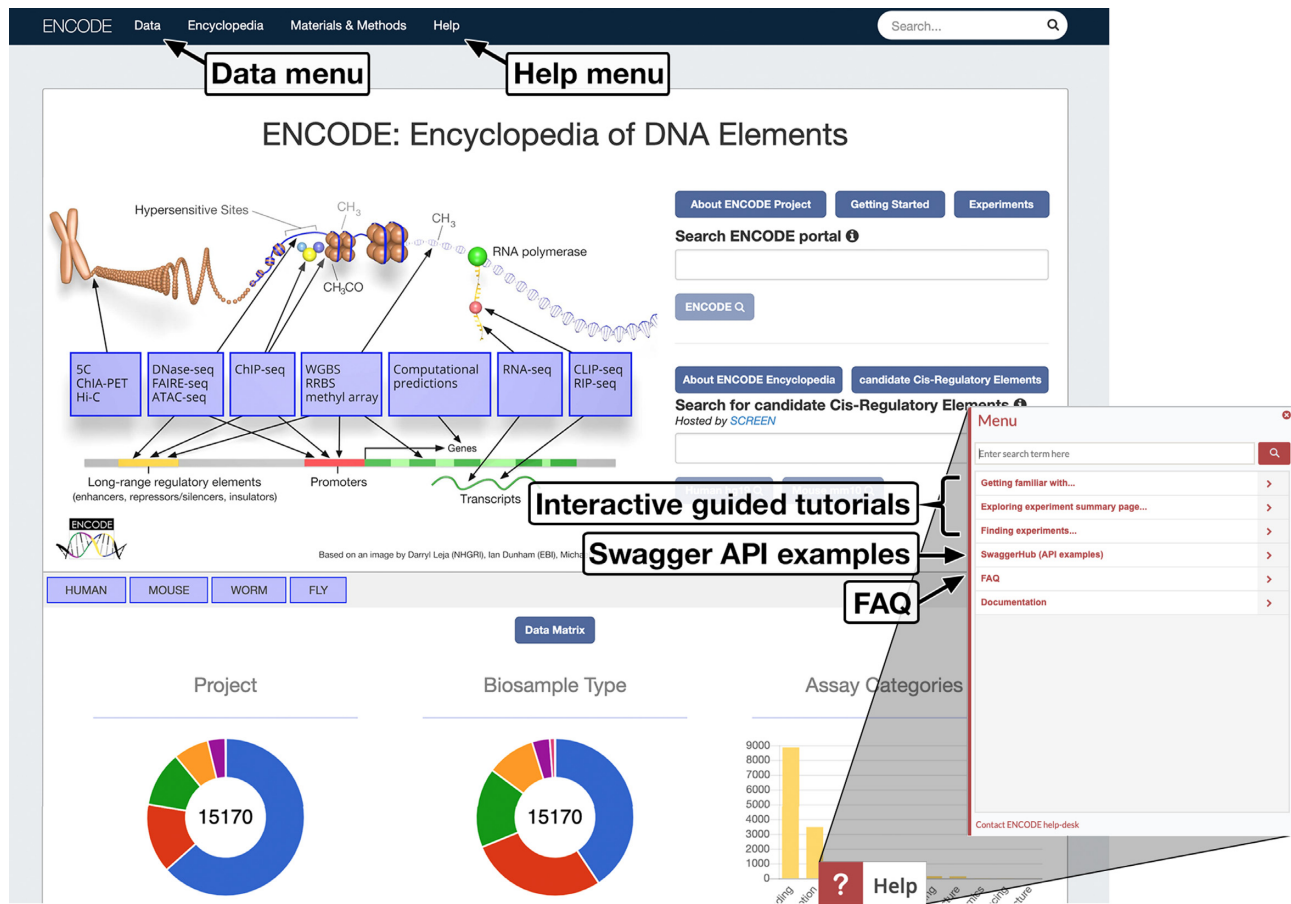 ENCODE Data Encyclopedia Materials & Methods Help Search...
Data menu Help menu
ENCODE: Encyclopedia of DNA Elements
Hypersensitive Sites
CH3
CH3
RNA polymerase
CH3CO
5C
ChIA-PET
Hi-C
DNase-seq
FAIRE-seq
ATAC-seq
ChIP-seq
WGBS
RRBS
methyl array
Computational
predictions
RNA-seq
CLIP-seq
RIP-seq
Genes
Long-range regulatory elements
(enhancers, repressors/silencers, insulators)
Promoters
Transcripts
ENCODE
Based on an image by Darryl Leja (NHGRI), Ian Dunham (EBI),
About ENCODE Project Getting Started Experiments
Search ENCODE portal
ENCODE
About ENCODE Encyclopedia candidate Cis-Regulatory Elements
Search for candidate Cis-Regulatory Elements
Hosted by SCREEN
Interactive guided tutorials
Swagger API examples
FAQ
Menu
Enter search term here
Getting familiar with...
Exploring experiment summary page...
Finding experiments...
SwaggerHub (API examples)
FAQ
Documentation
Contact ENCODE help-desk
HUMAN MOUSE WORM FLY
Data Matrix
Project
15170
Biosample Type
15170
Assay Categories
9000
8000
7000
6000
5000
4000
3000
2000
1000
0
? Help